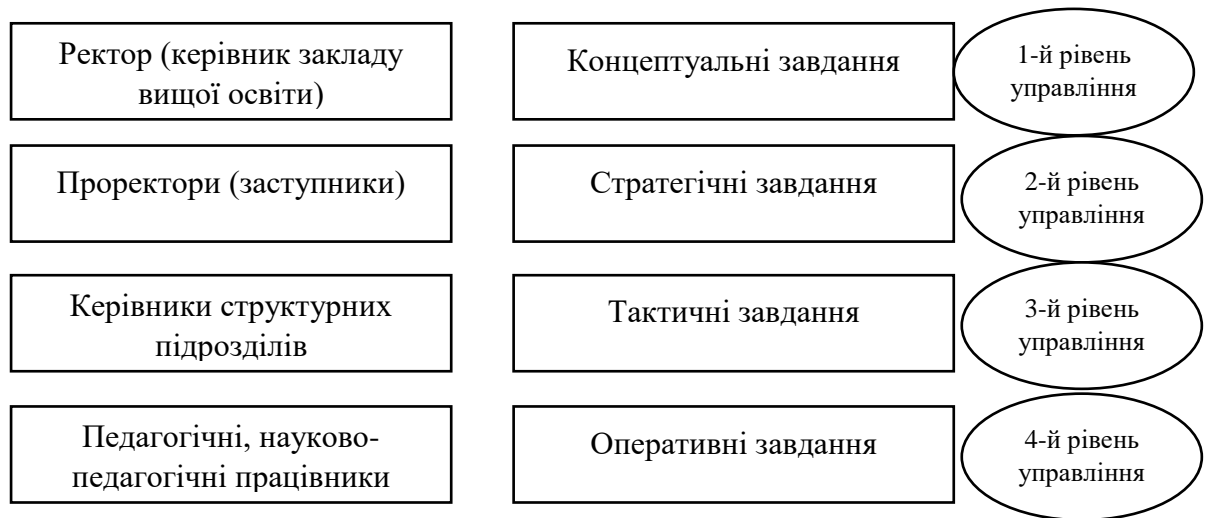 Ректор (керівник закладу
вищої освіти)
Концептуальні завдання
1-й рівень
управління
Проректори (заступники)
Стратегічні завдання
2-й рівень
управління
Керівники структурних
підрозділів
Тактичні завдання
3-й рівень
управління
Педагогічні, науково-
педагогічні працівники
Оперативні завдання
4-й рівень
управління